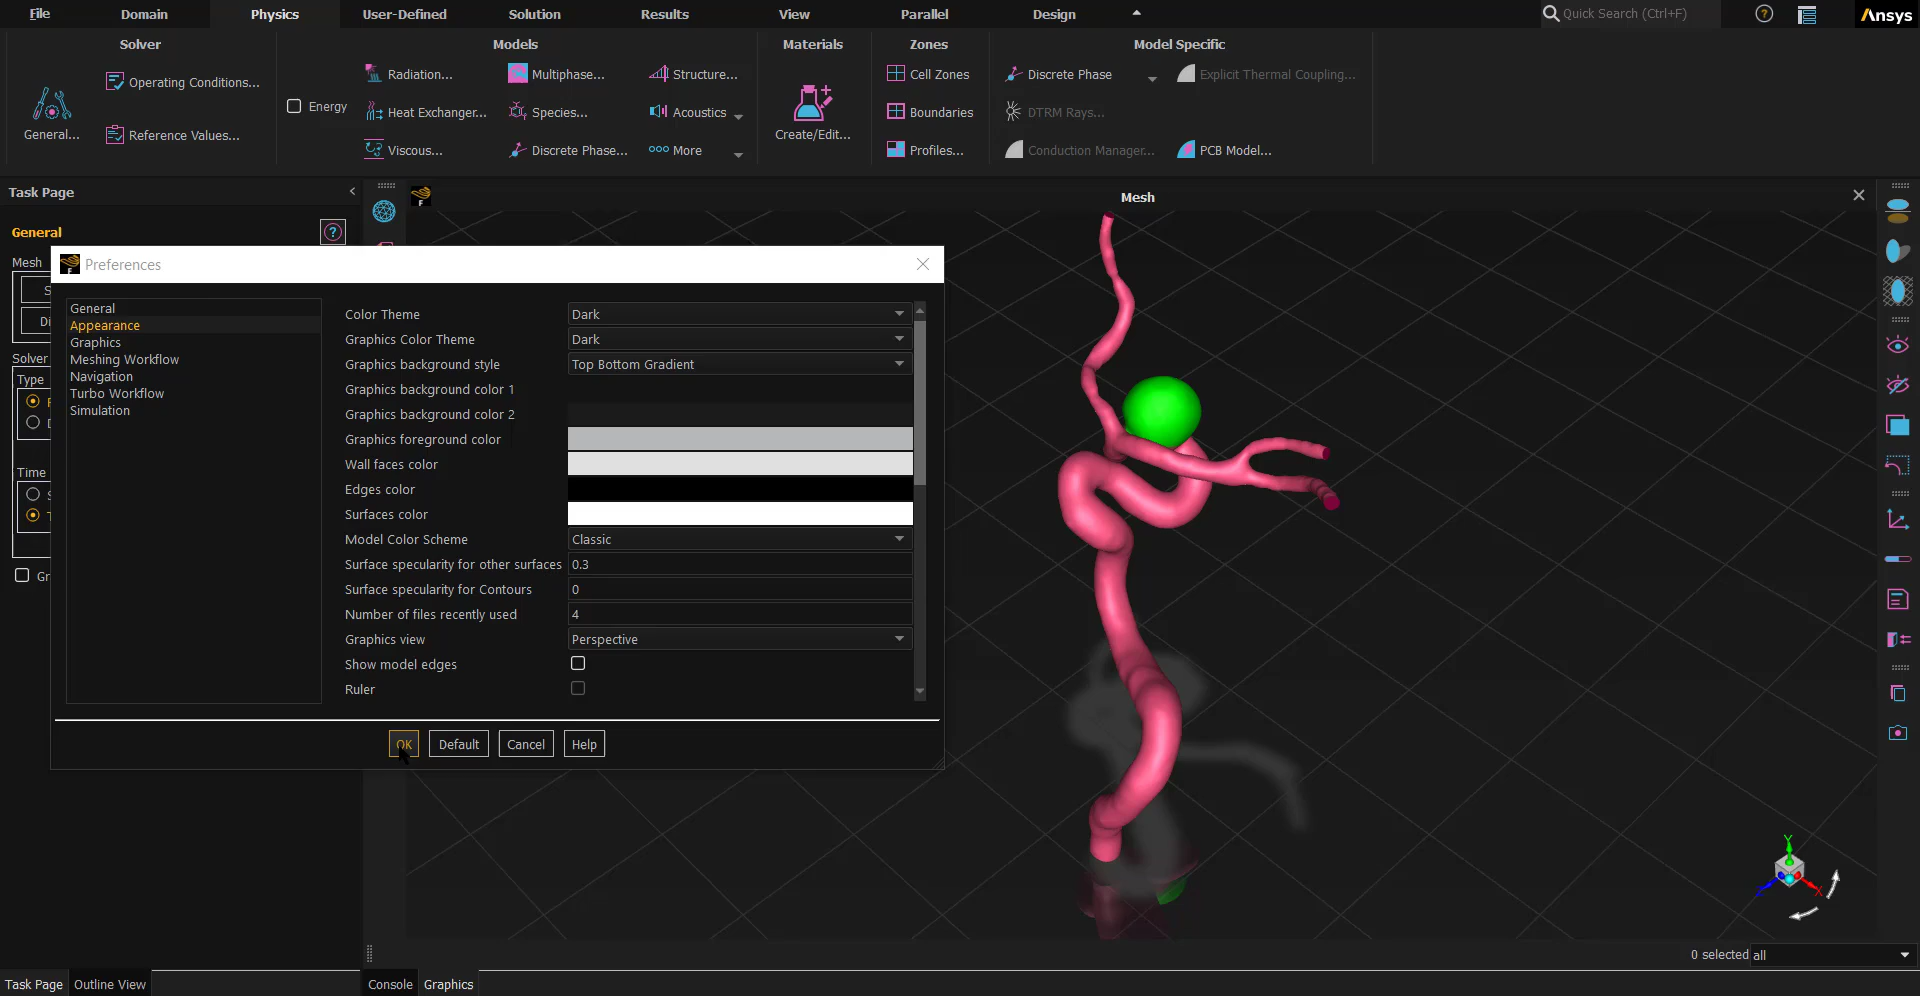 File
Domain
Physics
User-Defined
Solution
Results
View
Parallel
Design
Quick Search (Ctrl+F)
Ansys
Solver
Models
Materials
Zones
Model Specific
General...
Operating Conditions...
Reference Values...
Energy
Radiation...
Heat Exchanger...
Viscous...
Multiphase...
Species...
Discrete Phase...
Structure...
Acoustics
More
Create/Edit...
Cell Zones
Boundaries
Profiles...
Discrete Phase
DTRM Rays...
Conduction Manager...
Explicit Thermal Coupling...
PCB Model...
Task Page
General
Mesh
Solver
Type
Time
Mesh
Preferences
General
Appearance
Graphics
Meshing Workflow
Navigation
Turbo Workflow
Simulation
Color Theme Dark
Graphics Color Theme Dark
Graphics background style Top Bottom Gradient
Graphics background color 1
Graphics background color 2
Graphics foreground color
Wall faces color
Edges color
Surfaces color
Model Color Scheme Classic
Surface specularity for other surfaces 0.3
Surface specularity for Contours 0
Number of files recently used 4
Graphics view Perspective
Show model edges
Ruler
OK Default Cancel Help
Y
X
Z
0 selected all
Task Page Outline View
Console Graphics